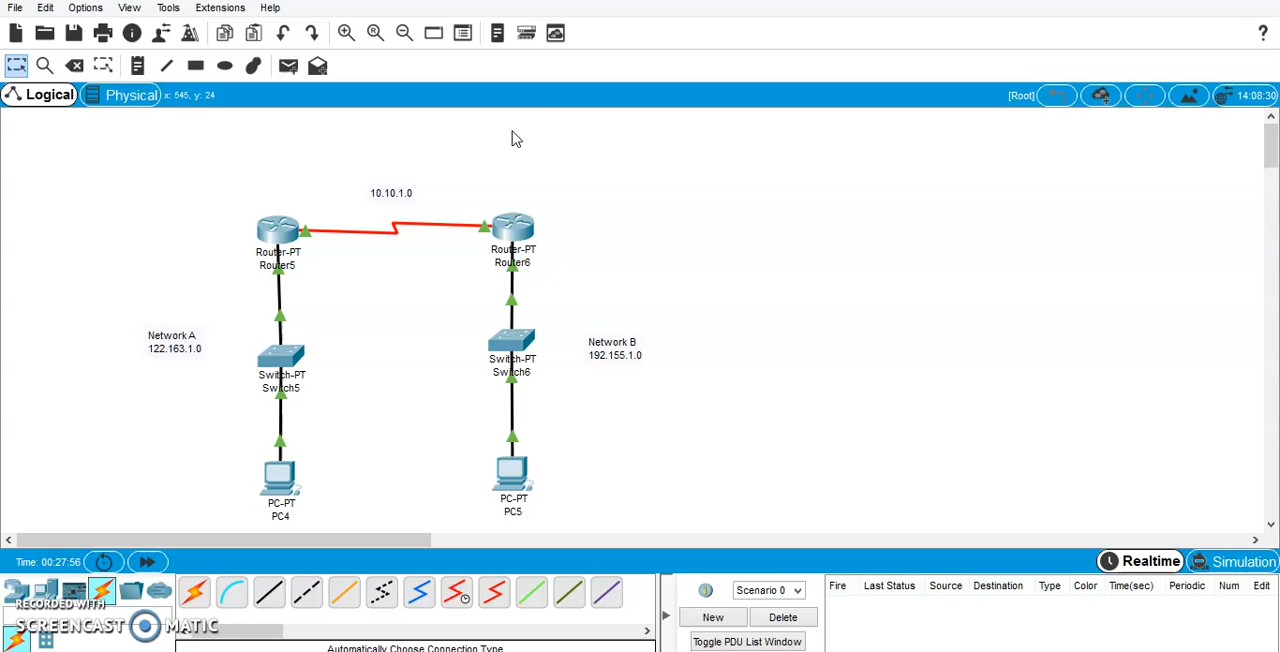 File Edit Options View Tools Extensions Help
?
Logical Physical x: 545, y: 24 [Root] 14:08:30
10.10.1.0
Router-PT
Router5
Router-PT
Router6
Network A
122.163.1.0
Switch-PT
Switch5
Switch-PT
Switch6
Network B
192.155.1.0
PC-PT
PC4
PC-PT
PC5
Time: 00:27:56 Realtime Simulation
Scenario 0
New Delete
Toggle PDU List Window
Fire Last Status Source Destination Type Color Time(sec) Periodic Num Edit
RECORDED WITH
SCREENCAST MATIC
Automatically Choose Connection Type